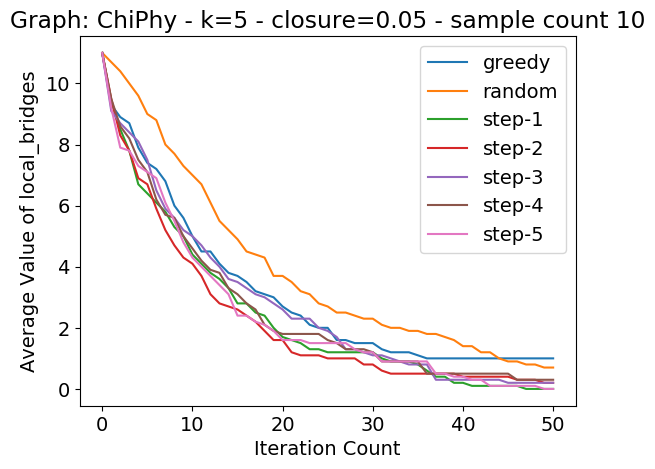 Graph: ChiPhy - k=5 - closure=0.05 - sample count 10
Average Value of local_bridges
10
8
6
4
2
0
greedy
random
step-1
step-2
step-3
step-4
step-5
0 10 20 30 40 50
Iteration Count